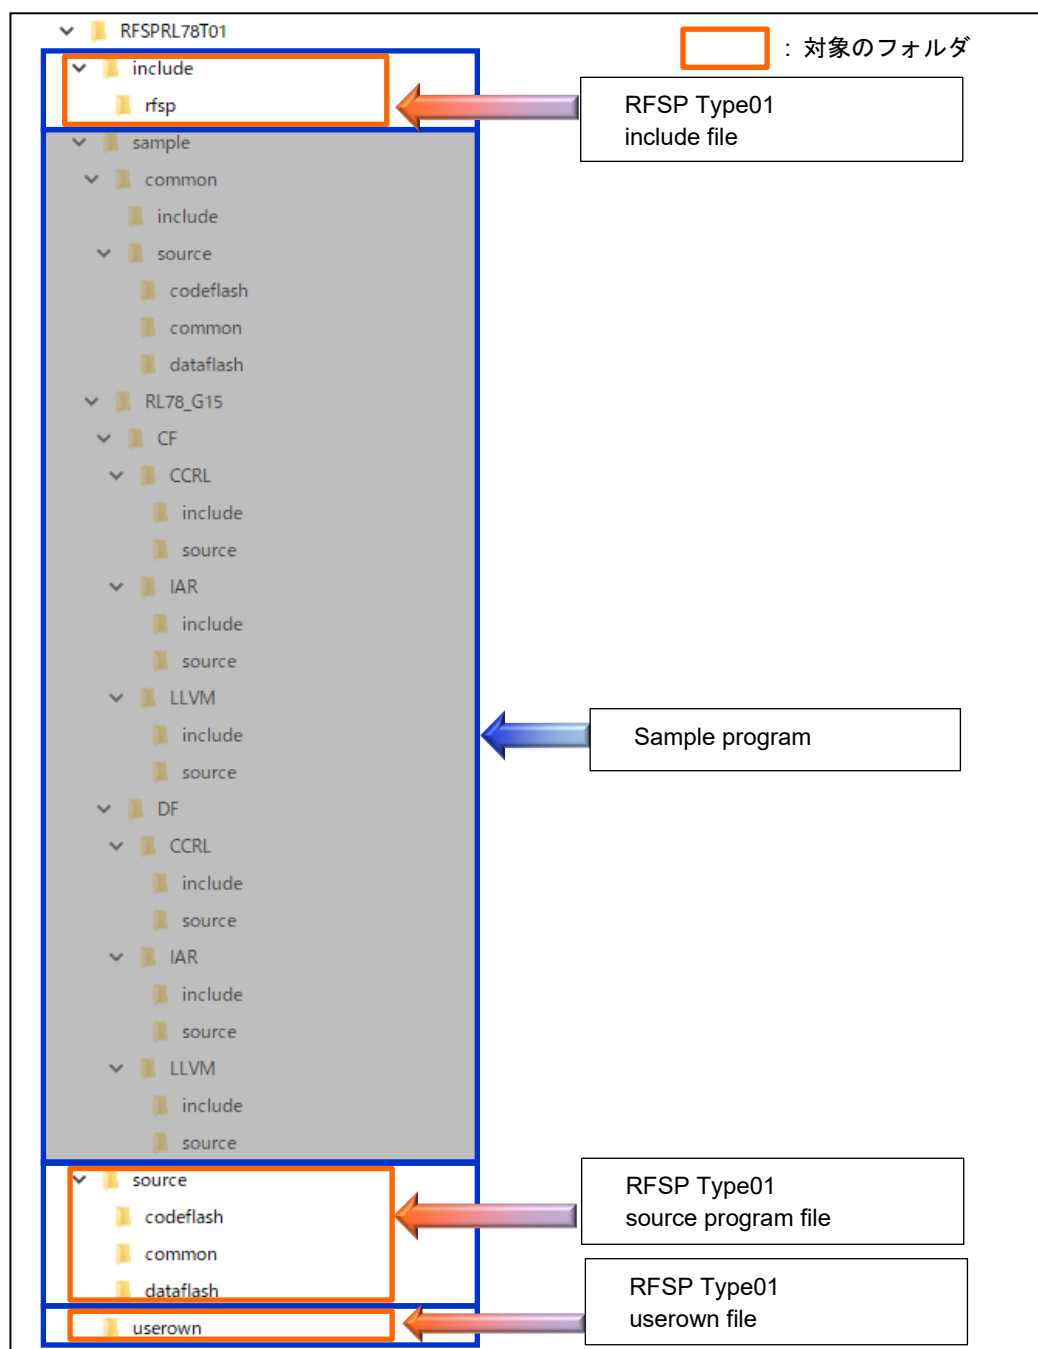 RFSPRL78T01
: 対象のフォルダ
include
rfsp
RFSP Type01
include file
sample
common
include
source
codeflash
common
dataflash
RL78_G15
CF
CCRL
include
source
IAR
include
source
LLVM
include
source
Sample program
DF
CCRL
include
source
IAR
include
source
LLVM
include
source
source
codeflash
common
dataflash
RFSP Type01
source program file
userown
RFSP Type01
userown file